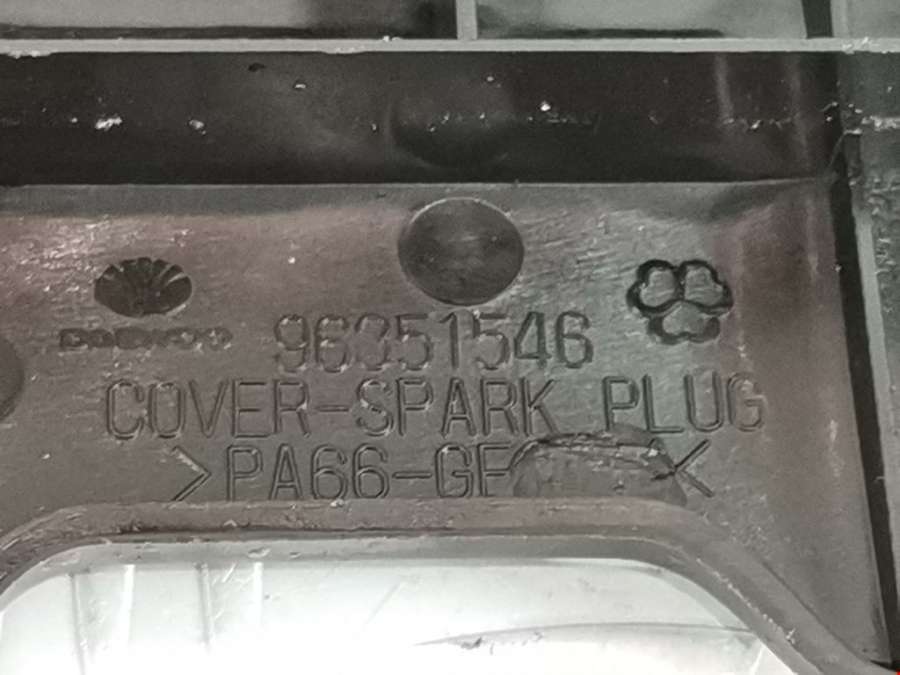 DAEWOO
96351546
COVER-SPARK PLUG
>PA66-GF